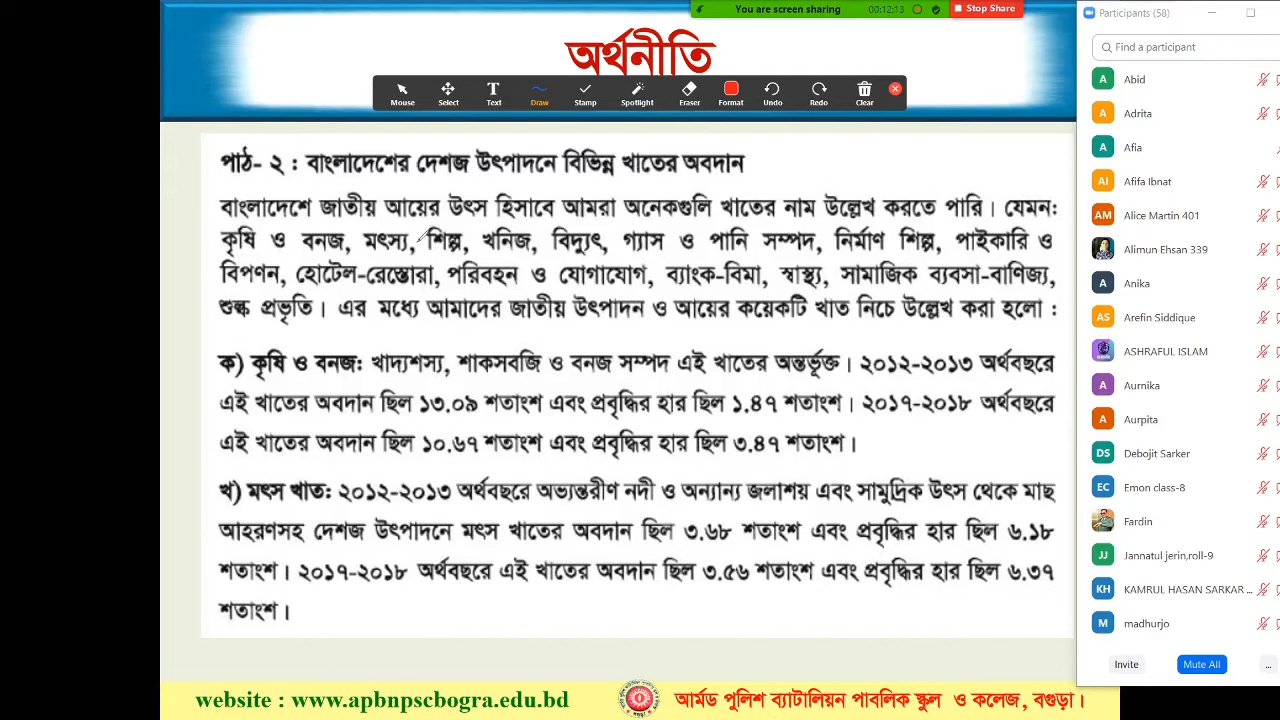 You are screen sharing 00:12:13 Stop Share
অর্থনীতি
Mouse Select Text Draw Stamp Spotlight Eraser Format Undo Redo Clear
পাঠ- ২ : বাংলাদেশের দেশজ উৎপাদনে বিভিন্ন খাতের অবদান
বাংলাদেশে জাতীয় আয়ের উৎস হিসাবে আমরা অনেকগুলি খাতের নাম উল্লেখ করতে পারি। যেমন:
কৃষি ও বনজ, মৎস্য, শিল্প, খনিজ, বিদ্যুৎ, গ্যাস ও পানি সম্পদ, নির্মাণ শিল্প, পাইকারি ও
বিপণন, হোটেল-রেস্তোরা, পরিবহন ও যোগাযোগ, ব্যাংক-বিমা, স্বাস্থ্য, সামাজিক ব্যবসা-বাণিজ্য,
শুল্ক প্রভৃতি। এর মধ্যে আমাদের জাতীয় উৎপাদন ও আয়ের কয়েকটি খাত নিচে উল্লেখ করা হলো :
ক) কৃষি ও বনজ: খাদ্যশস্য, শাকসবজি ও বনজ সম্পদ এই খাতের অন্তর্ভূক্ত। ২০১২-২০১৩ অর্থবছরে
এই খাতের অবদান ছিল ১৩.০৯ শতাংশ এবং প্রবৃদ্ধির হার ছিল ১.৪৭ শতাংশ। ২০১৭-২০১৮ অর্থবছরে
এই খাতের অবদান ছিল ১০.৬৭ শতাংশ এবং প্রবৃদ্ধির হার ছিল ৩.৪৭ শতাংশ।
খ) মৎস খাত: ২০১২-২০১৩ অর্থবছরে অভ্যন্তরীণ নদী ও অন্যান্য জলাশয় এবং সামুদ্রিক উৎস থেকে মাছ
আহরণসহ দেশজ উৎপাদনে মৎস খাতের অবদান ছিল ৩.৬৮ শতাংশ এবং প্রবৃদ্ধির হার ছিল ৬.১৮
শতাংশ। ২০১৭-২০১৮ অর্থবছরে এই খাতের অবদান ছিল ৩.৫৬ শতাংশ এবং প্রবৃদ্ধির হার ছিল ৬.৩৭
শতাংশ।
website : www.apbnpscbogra.edu.bd আর্মড পুলিশ ব্যাটালিয়ন পাবলিক স্কুল ও কলেজ, বগুড়া।
Participants (58)
Find a participant
A Abid
A Adrita
A Afia
AI Afifa Ibnat
AM Alice Martin 401
Alimun Ehsan 339
A Anika
AS Arefin Siddique
ASHRAFUL ISLAM
A Aurnika
A Aurpita
DS Debojit Sarker
EC Emon class-8
Fardin
JJ Jannatul jerin,roll-9
KH KAMRUL HASAN SARKAR ...
M madhurjo
Invite Mute All ...